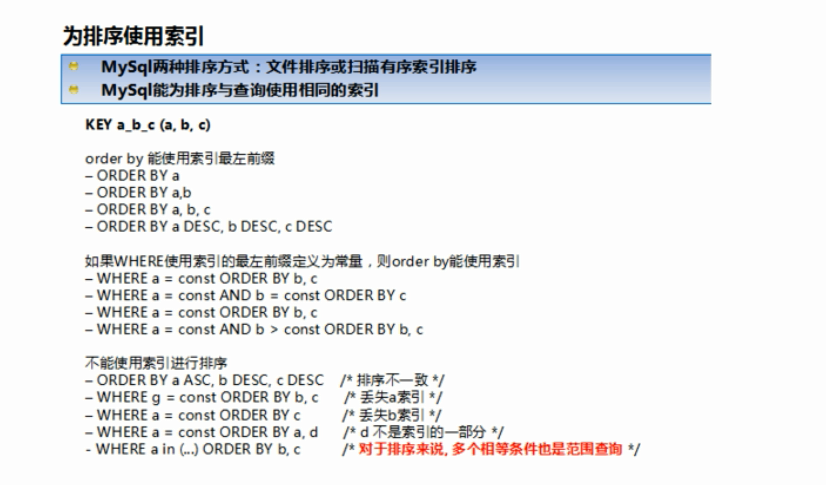 为排序使用索引
MySql两种排序方式：文件排序或扫描有序索引排序
MySql能为排序与查询使用相同的索引
KEY a_b_c (a, b, c)
order by 能使用索引最左前缀
– ORDER BY a
– ORDER BY a,b
– ORDER BY a, b, c
– ORDER BY a DESC, b DESC, c DESC
如果WHERE使用索引的最左前缀定义为常量，则order by能使用索引
– WHERE a = const ORDER BY b, c
– WHERE a = const AND b = const ORDER BY c
– WHERE a = const ORDER BY b, c
– WHERE a = const AND b > const ORDER BY b, c
不能使用索引进行排序
– ORDER BY a ASC, b DESC, c DESC /* 排序不一致 */
– WHERE g = const ORDER BY b, c /* 丢失a索引 */
– WHERE a = const ORDER BY c /* 丢失b索引 */
– WHERE a = const ORDER BY a, d /* d 不是索引的一部分 */
- WHERE a in (...) ORDER BY b, c /* 对于排序来说, 多个相等条件也是范围查询 */